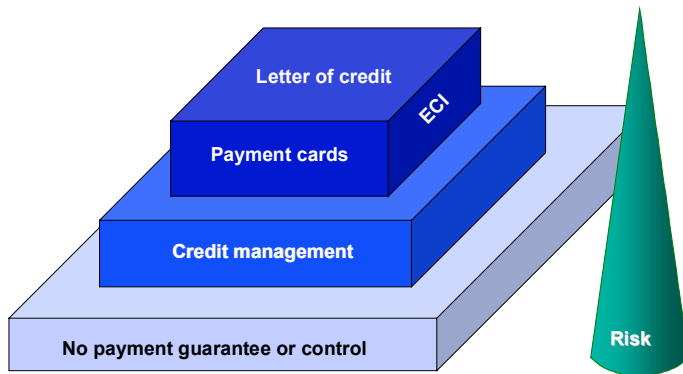 Letter of credit
ECI
Payment cards
Credit management
No payment guarantee or control
Risk